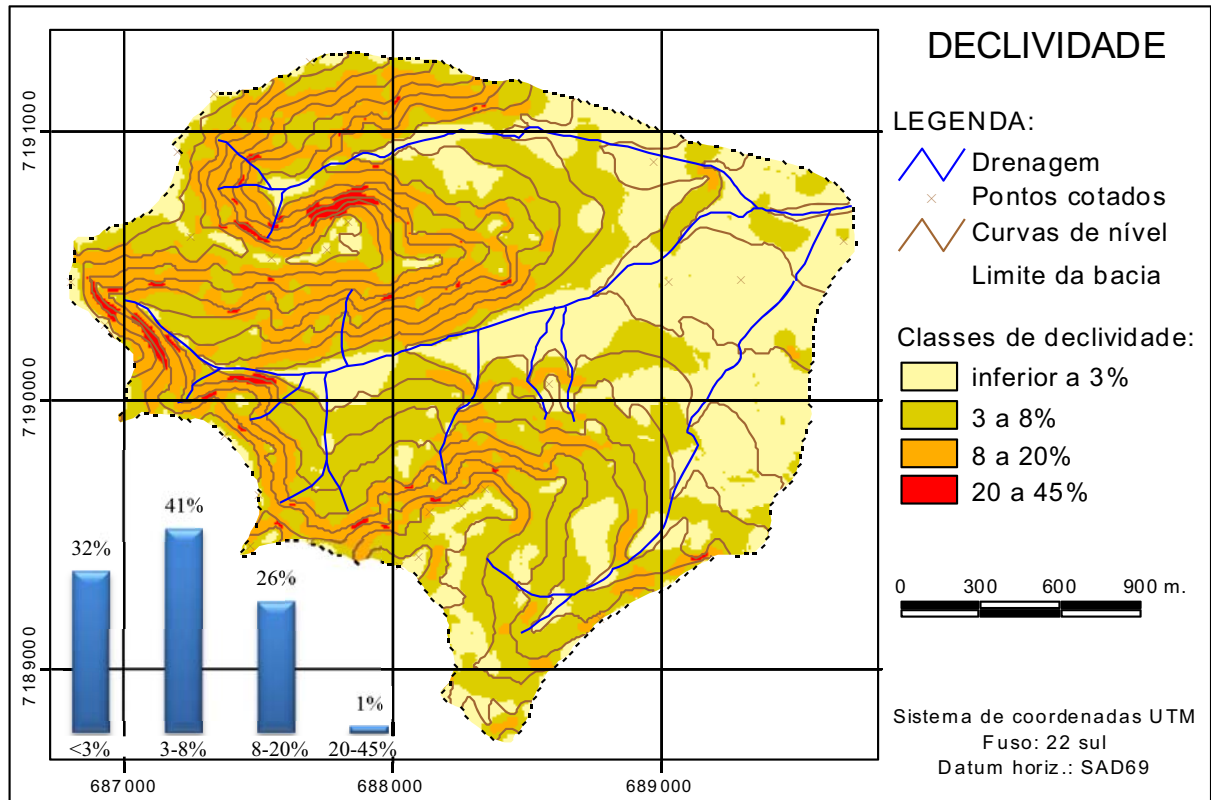 DECLIVIDADE
LEGENDA:
Drenagem
Pontos cotados
Curvas de nível
Limite da bacia
Classes de declividade:
inferior a 3%
3 a 8%
8 a 20%
20 a 45%
0 300 600 900 m.
Sistema de coordenadas UTM
Fuso: 22 sul
Datum horiz.: SAD69
7191000
7190000
7189000
32%
41%
26%
1%
<3% 3-8% 8-20% 20-45%
687000 688000 689000